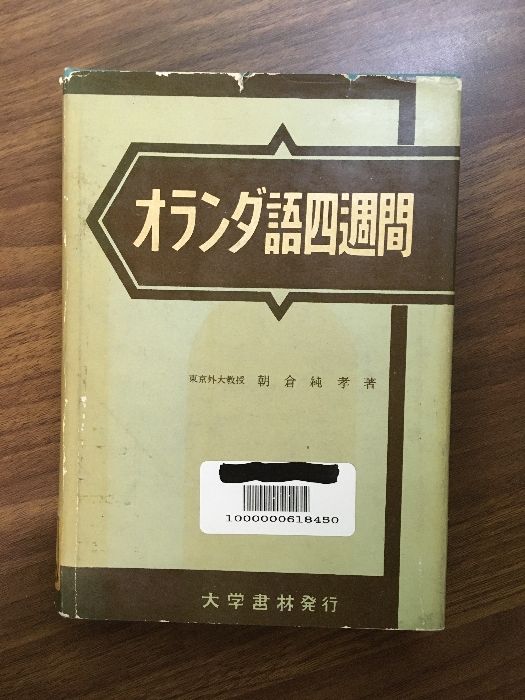 オランダ語四週間
東京外大教授 朝倉純孝著
1000000618450
大学書林発行